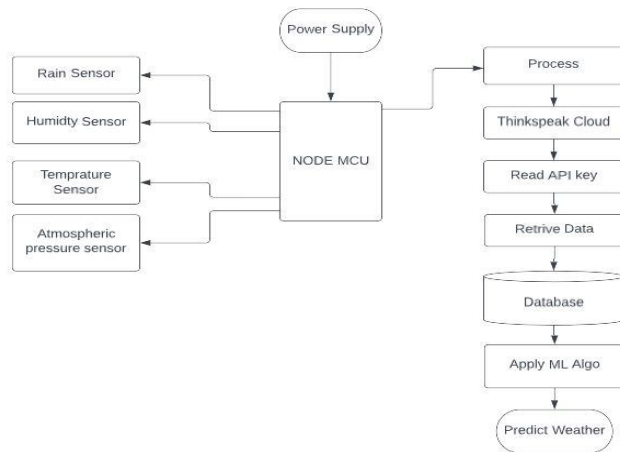 Power Supply
Rain Sensor
Humidty Sensor
Temprature
Sensor
Atmospheric
pressure sensor
NODE MCU
Process
Thinkspeak Cloud
Read API key
Retrive Data
Database
Apply ML Algo
Predict Weather